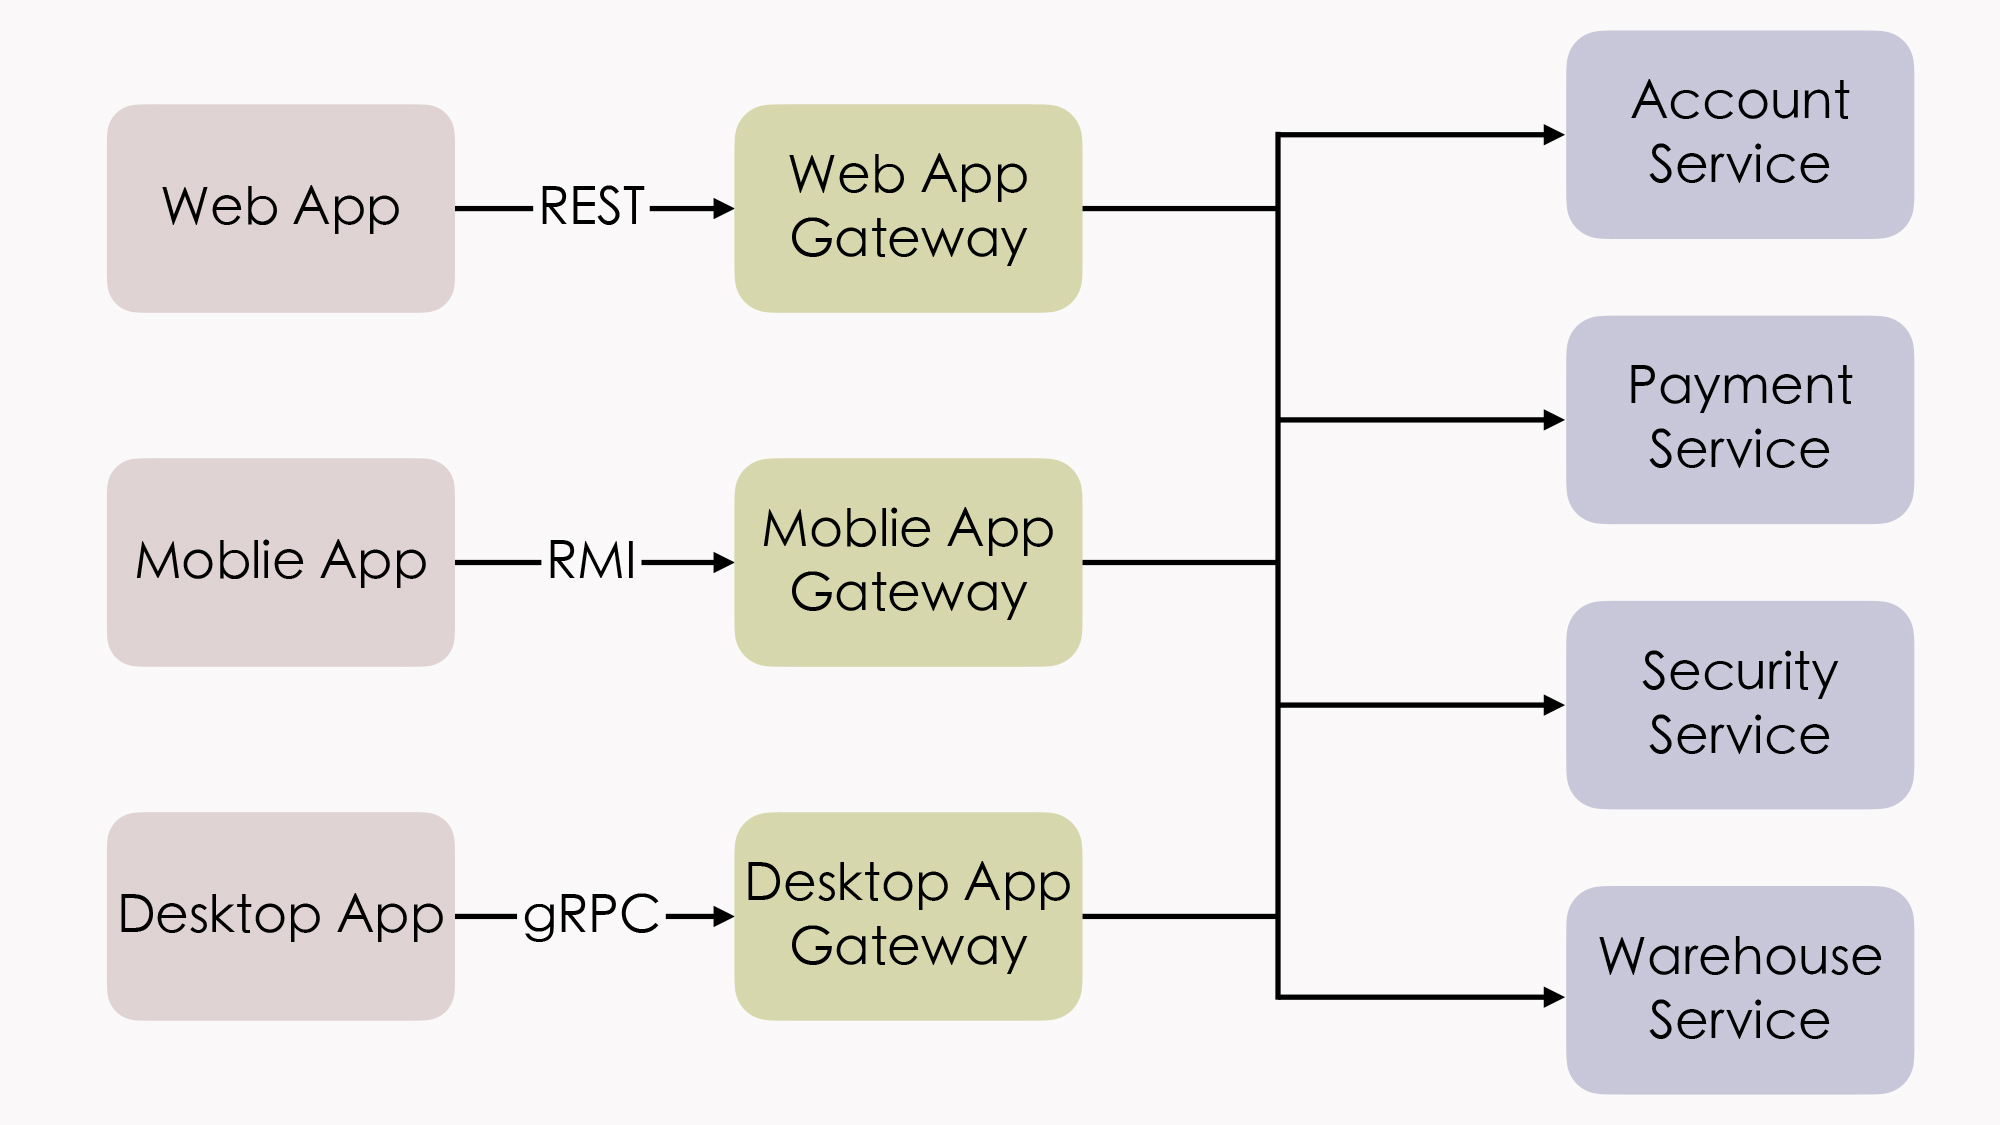 Web App
REST
Web App
Gateway
Moblie App
RMI
Moblie App
Gateway
Desktop App
gRPC
Desktop App
Gateway
Account
Service
Payment
Service
Security
Service
Warehouse
Service